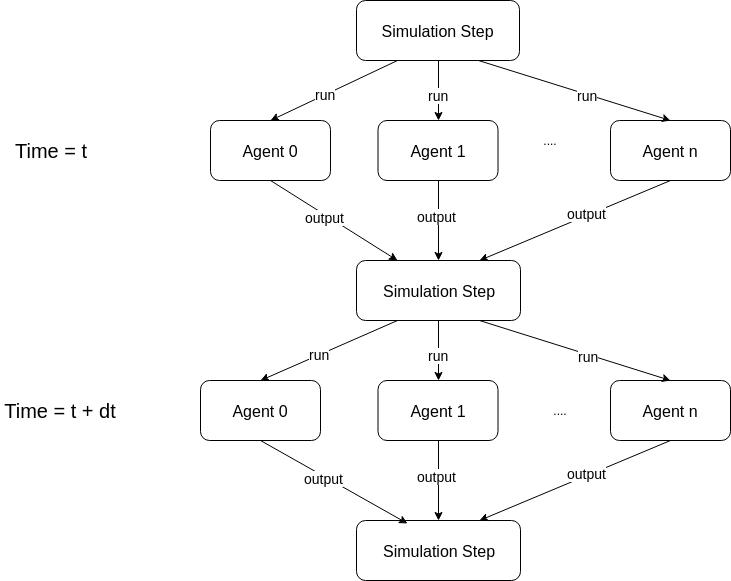 Simulation Step
run
run
run
Time = t
Agent 0
Agent 1
....
Agent n
output
output
output
Simulation Step
run
run
run
Time = t + dt
Agent 0
Agent 1
....
Agent n
output
output
output
Simulation Step